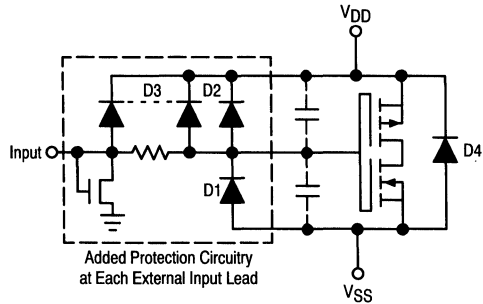 VDD
D3
D2
Input
D1
D4
Added Protection Circuitry
at Each External Input Lead
VSS